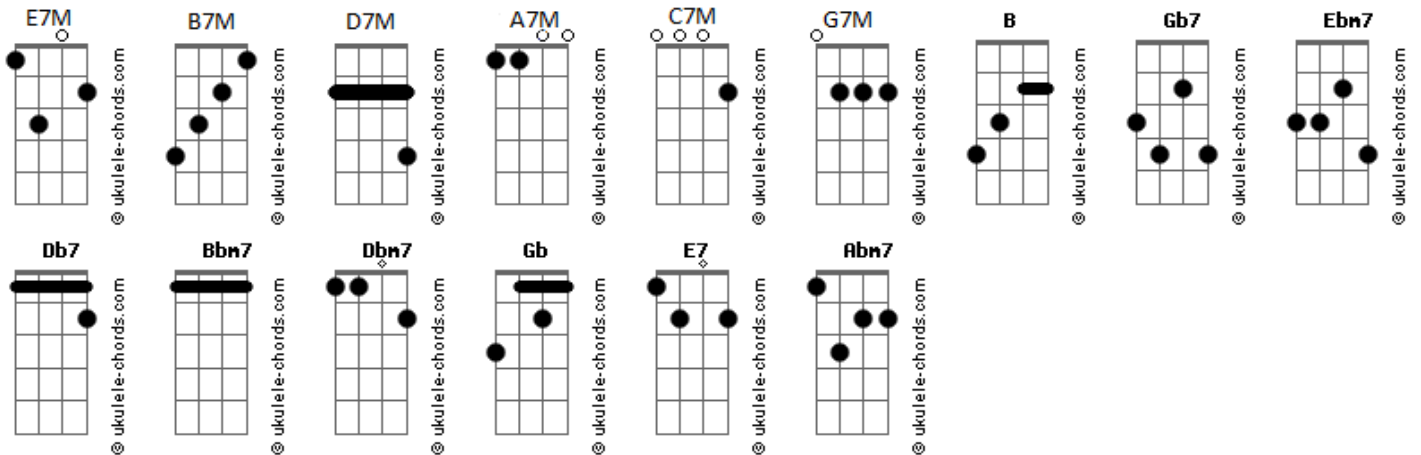 E7M B7M D7M A7M C7M G7M B Gb7 Ebm7
© ukulele-chords.com © ukulele-chords.com © ukulele-chords.com © ukulele-chords.com © ukulele-chords.com © ukulele-chords.com © ukulele-chords.com © ukulele-chords.com © ukulele-chords.com
Db7 Bbm7 Dbm7 Gb E7 Abm7
© ukulele-chords.com © ukulele-chords.com © ukulele-chords.com © ukulele-chords.com © ukulele-chords.com © ukulele-chords.com